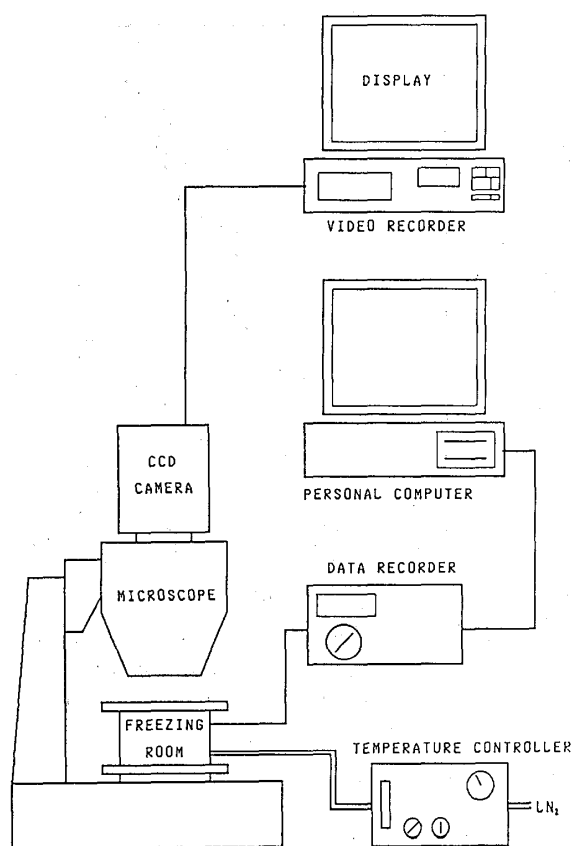 DISPLAY
VIDEO RECORDER
CCD
CAMERA
PERSONAL COMPUTER
MICROSCOPE
DATA RECORDER
FREEZING
ROOM
TEMPERATURE CONTROLLER
LN₂